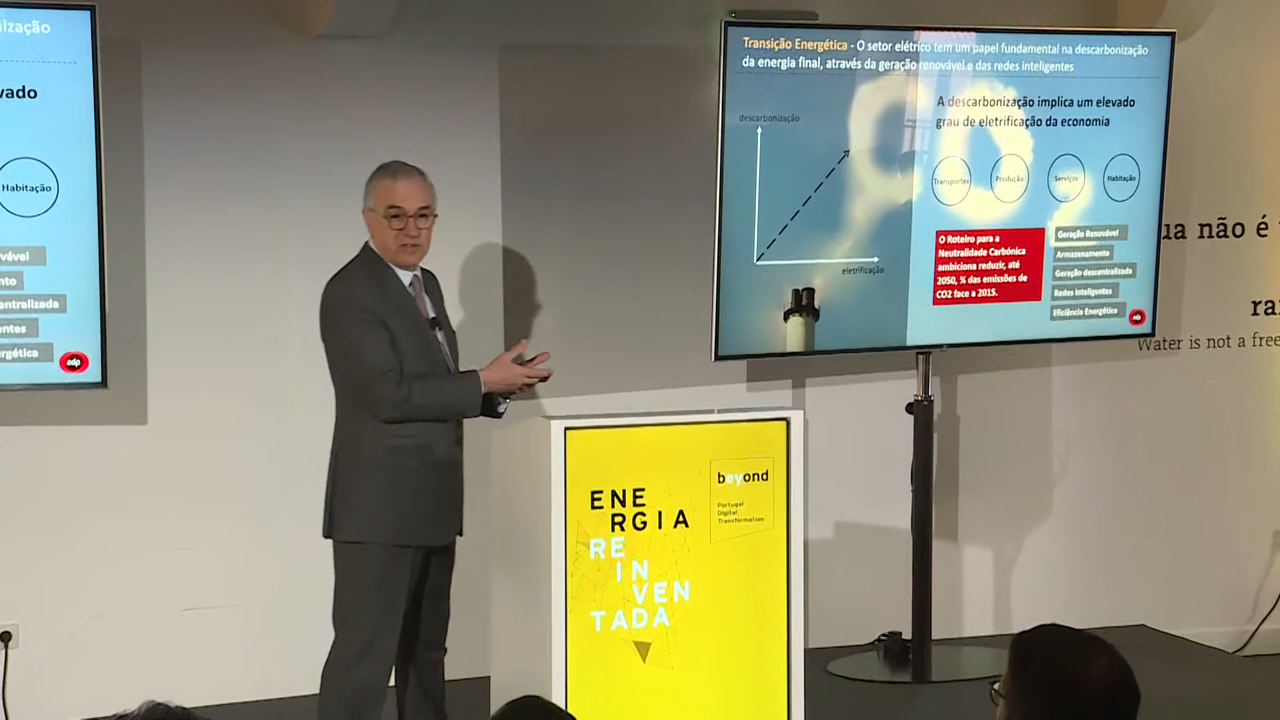 ização
vado
Habitação
vável
nto
entralizada
entes
rgética
edp
Transição Energética - O setor elétrico tem um papel fundamental na descarbonização
da energia final, através da geração renovável e das redes inteligentes
descarbonização
eletrificação
A descarbonização implica um elevado
grau de eletrificação da economia
Transportes
Produção
Serviços
Habitação
O Roteiro para a
Neutralidade Carbónica
ambiciona reduzir, até
2050, % das emissões de
CO2 face a 2015.
Geração Renovável
Armazenamento
Geração descentralizada
Redes Inteligentes
Eficiência Energética
edp
ua não é
ra
Water is not a free
beyond
Portugal
Digital
Transformation
ENE
RGIA
RE
IN
VEN
TADA